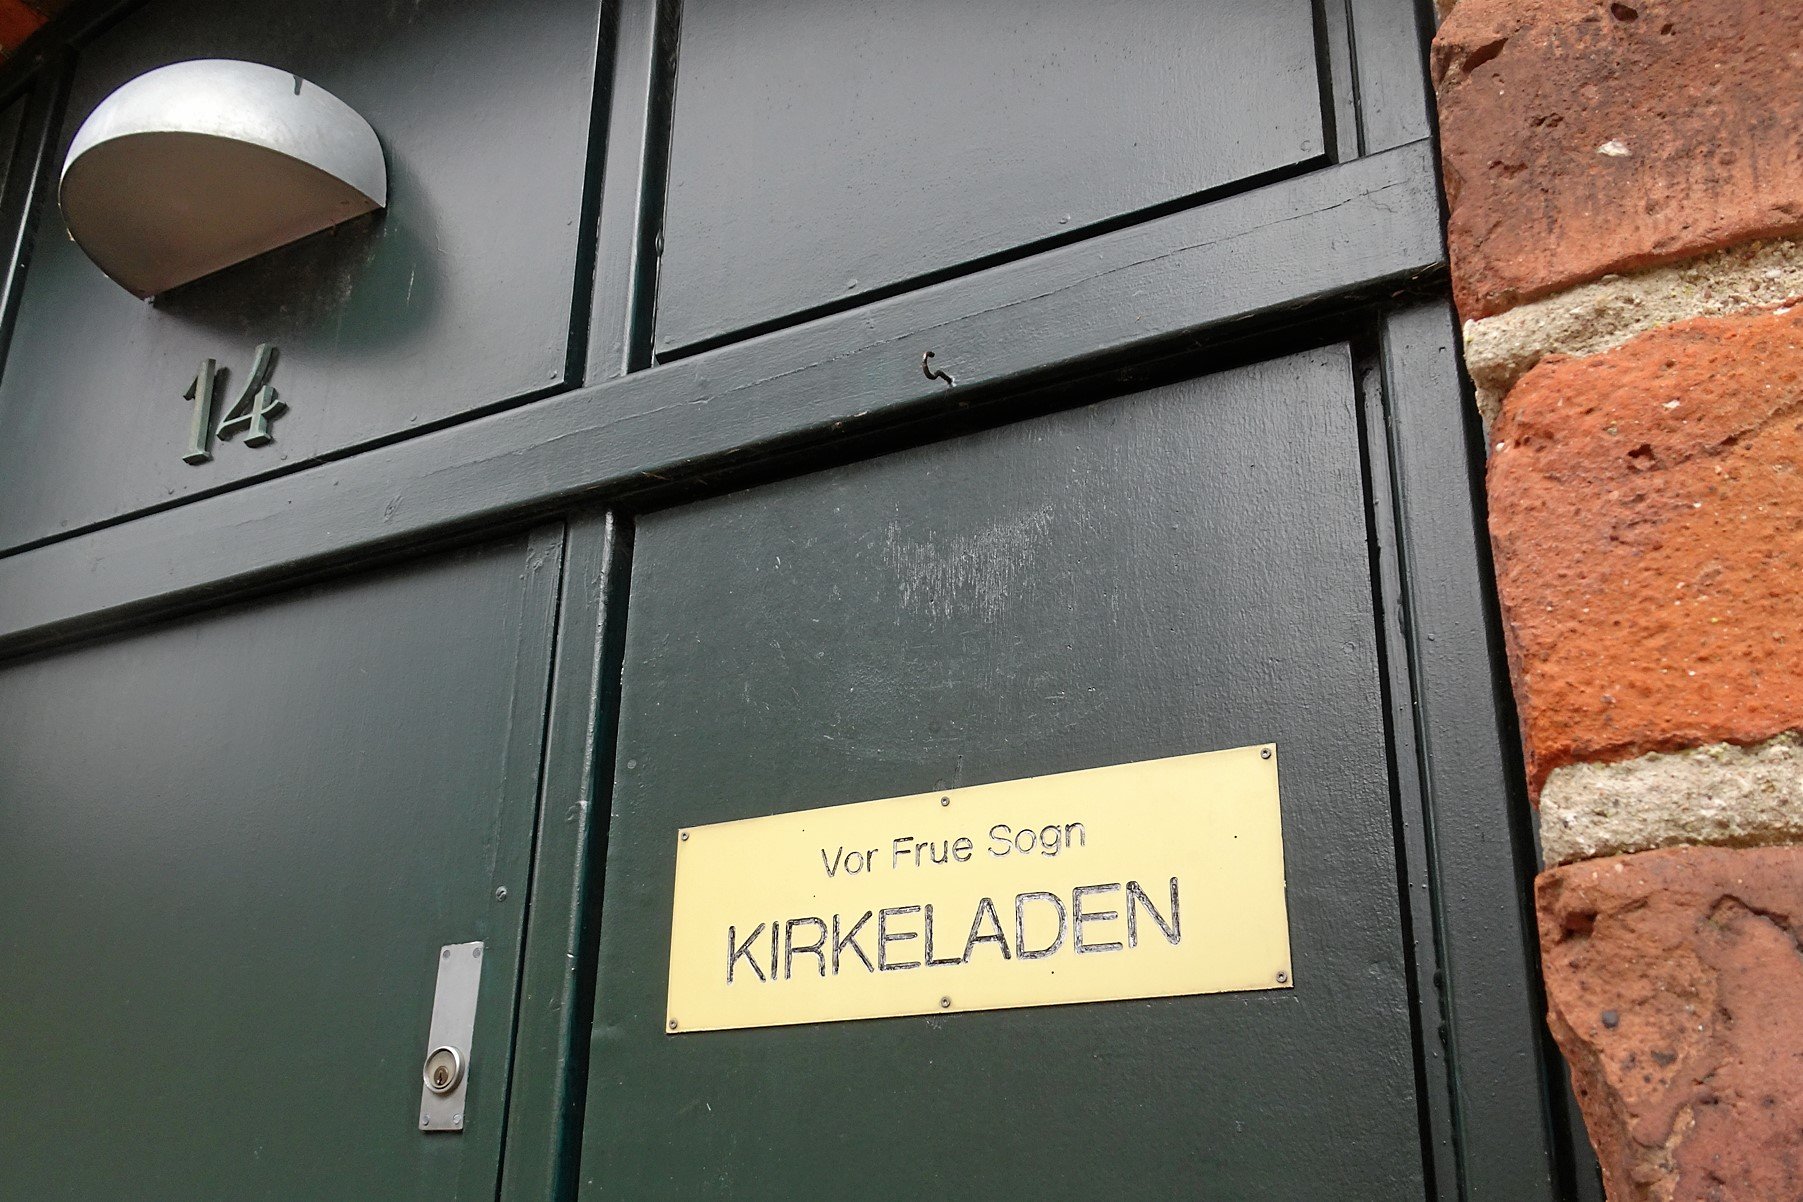 14
Vor Frue Sogn
KIRKELADEN